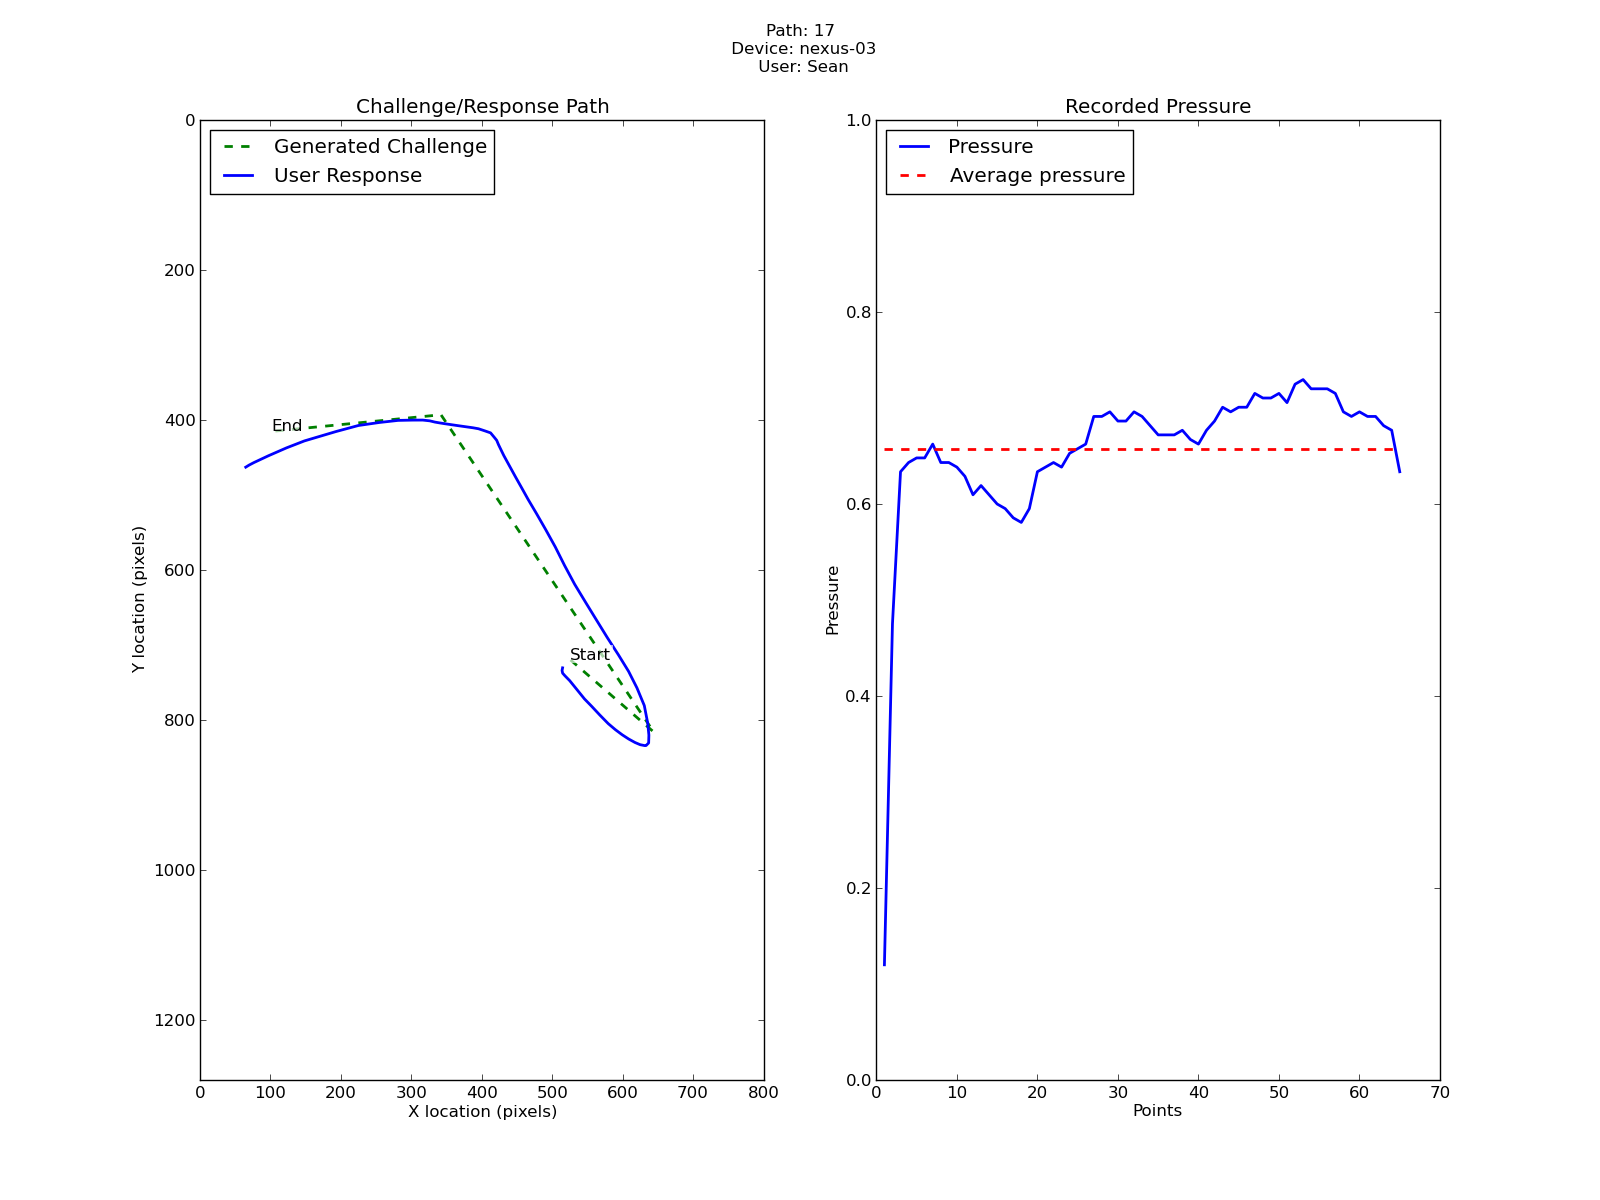 Path: 17
Device: nexus-03
User: Sean
Challenge/Response Path
Generated Challenge
User Response
0
200
400
600
800
1000
1200
Y location (pixels)
End
Start
0 100 200 300 400 500 600 700 800
X location (pixels)
Recorded Pressure
Pressure
Average pressure
1.0
0.8
0.6
0.4
0.2
0.0
Pressure
0 10 20 30 40 50 60 70
Points